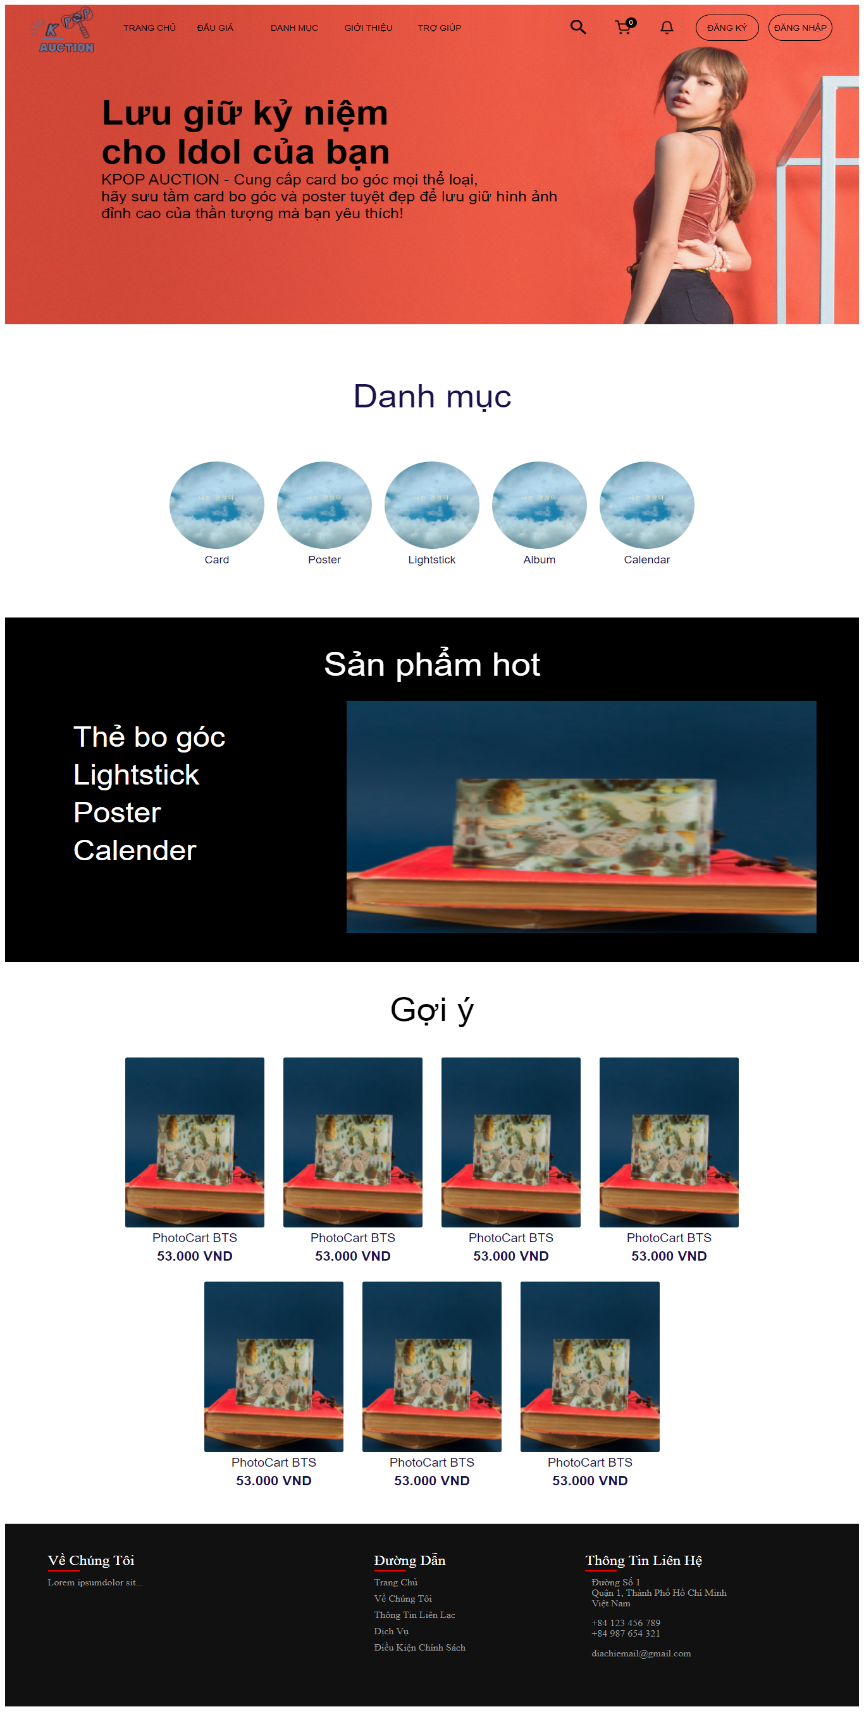 KPOP
AUCTION
TRANG CHỦ
ĐẤU GIÁ
DANH MỤC
GIỚI THIỆU
TRỢ GIÚP
0
ĐĂNG KÝ
ĐĂNG NHẬP
Lưu giữ kỷ niệm
cho Idol của bạn
KPOP AUCTION - Cung cấp card bo góc mọi thể loại,
hãy sưu tầm card bo góc và poster tuyệt đẹp để lưu giữ hình ảnh
đỉnh cao của thần tượng mà bạn yêu thích!
Danh mục
Card
Poster
Lightstick
Album
Calendar
Sản phẩm hot
Thẻ bo góc
Lightstick
Poster
Calender
Gợi ý
PhotoCart BTS
53.000 VND
PhotoCart BTS
53.000 VND
PhotoCart BTS
53.000 VND
PhotoCart BTS
53.000 VND
PhotoCart BTS
53.000 VND
PhotoCart BTS
53.000 VND
PhotoCart BTS
53.000 VND
Về Chúng Tôi
Lorem ipsumdolor sit...
Đường Dẫn
Trang Chủ
Về Chúng Tôi
Thông Tin Liên Lạc
Dịch Vụ
Điều Kiện Chính Sách
Thông Tin Liên Hệ
Đường Số 1
Quận 1, Thành Phố Hồ Chí Minh
Việt Nam
+84 123 456 789
+84 987 654 321
diachiemail@gmail.com